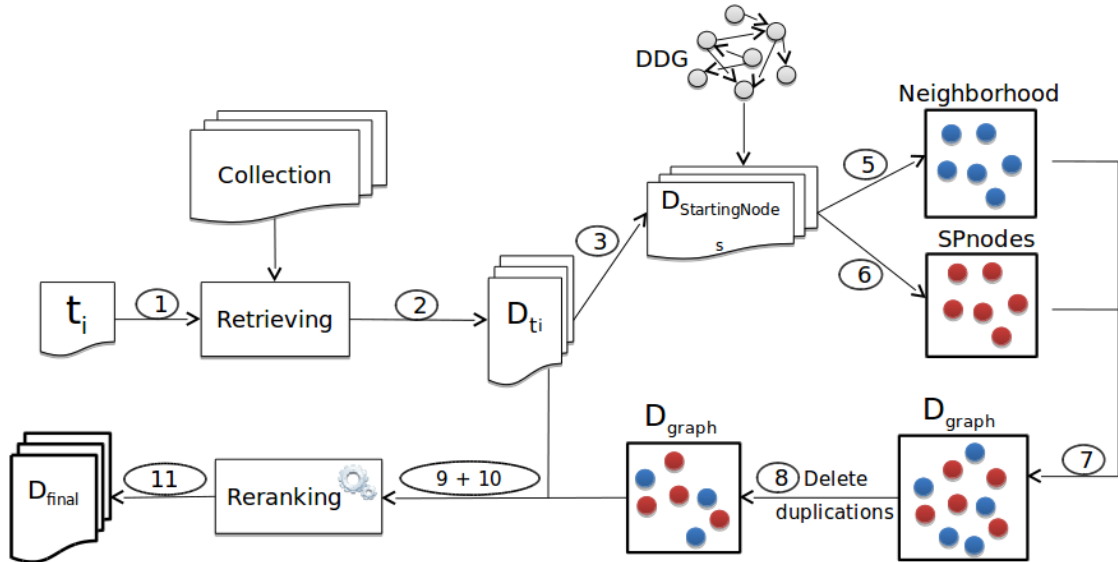 DDG
Neighborhood
Collection
5
D StartingNode
s
3
SPnodes
6
t i
1
Retrieving
2
D ti
D graph
D graph
7
8 Delete
duplications
9 + 10
Reranking
11
D final